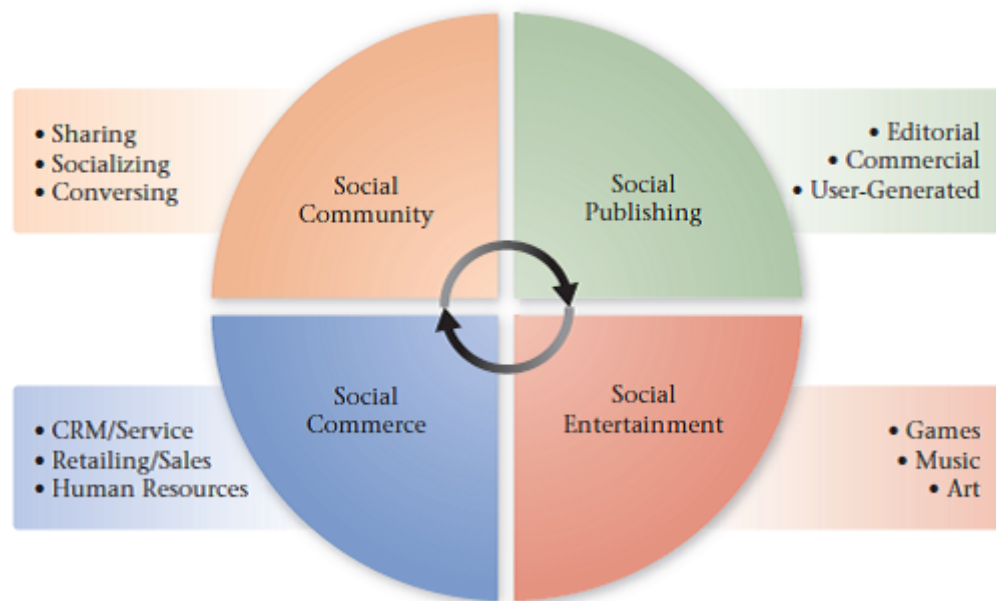 • Sharing
• Socializing
• Conversing
Social
Community
Social
Publishing
• Editorial
• Commercial
• User-Generated
• CRM/Service
• Retailing/Sales
• Human Resources
Social
Commerce
Social
Entertainment
• Games
• Music
• Art